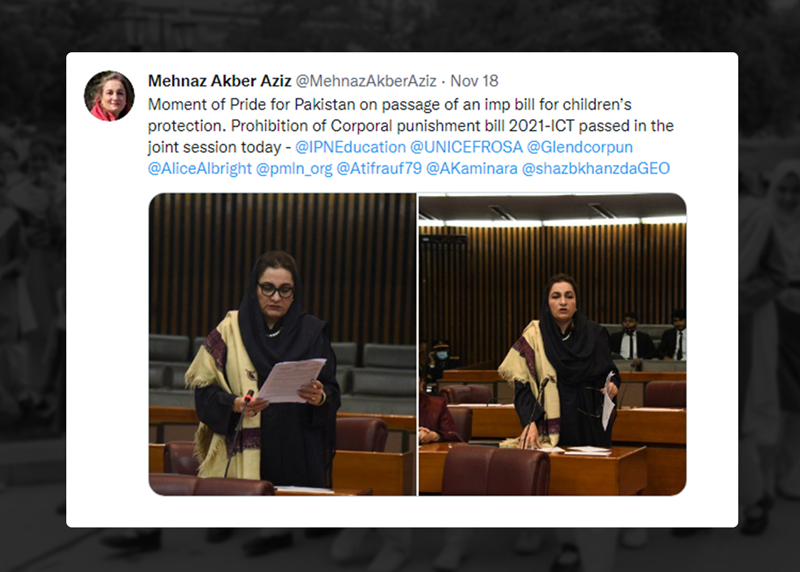 Mehnaz Akber Aziz @MehnazAkberAziz · Nov 18
Moment of Pride for Pakistan on passage of an imp bill for children's
protection. Prohibition of Corporal punishment bill 2021-ICT passed in the
joint session today - @IPNEducation @UNICEFROSA @Glendcorpun
@AliceAlbright @pmln_org @Atifrauf79 @AKaminara @shazbkhanzdaGEO